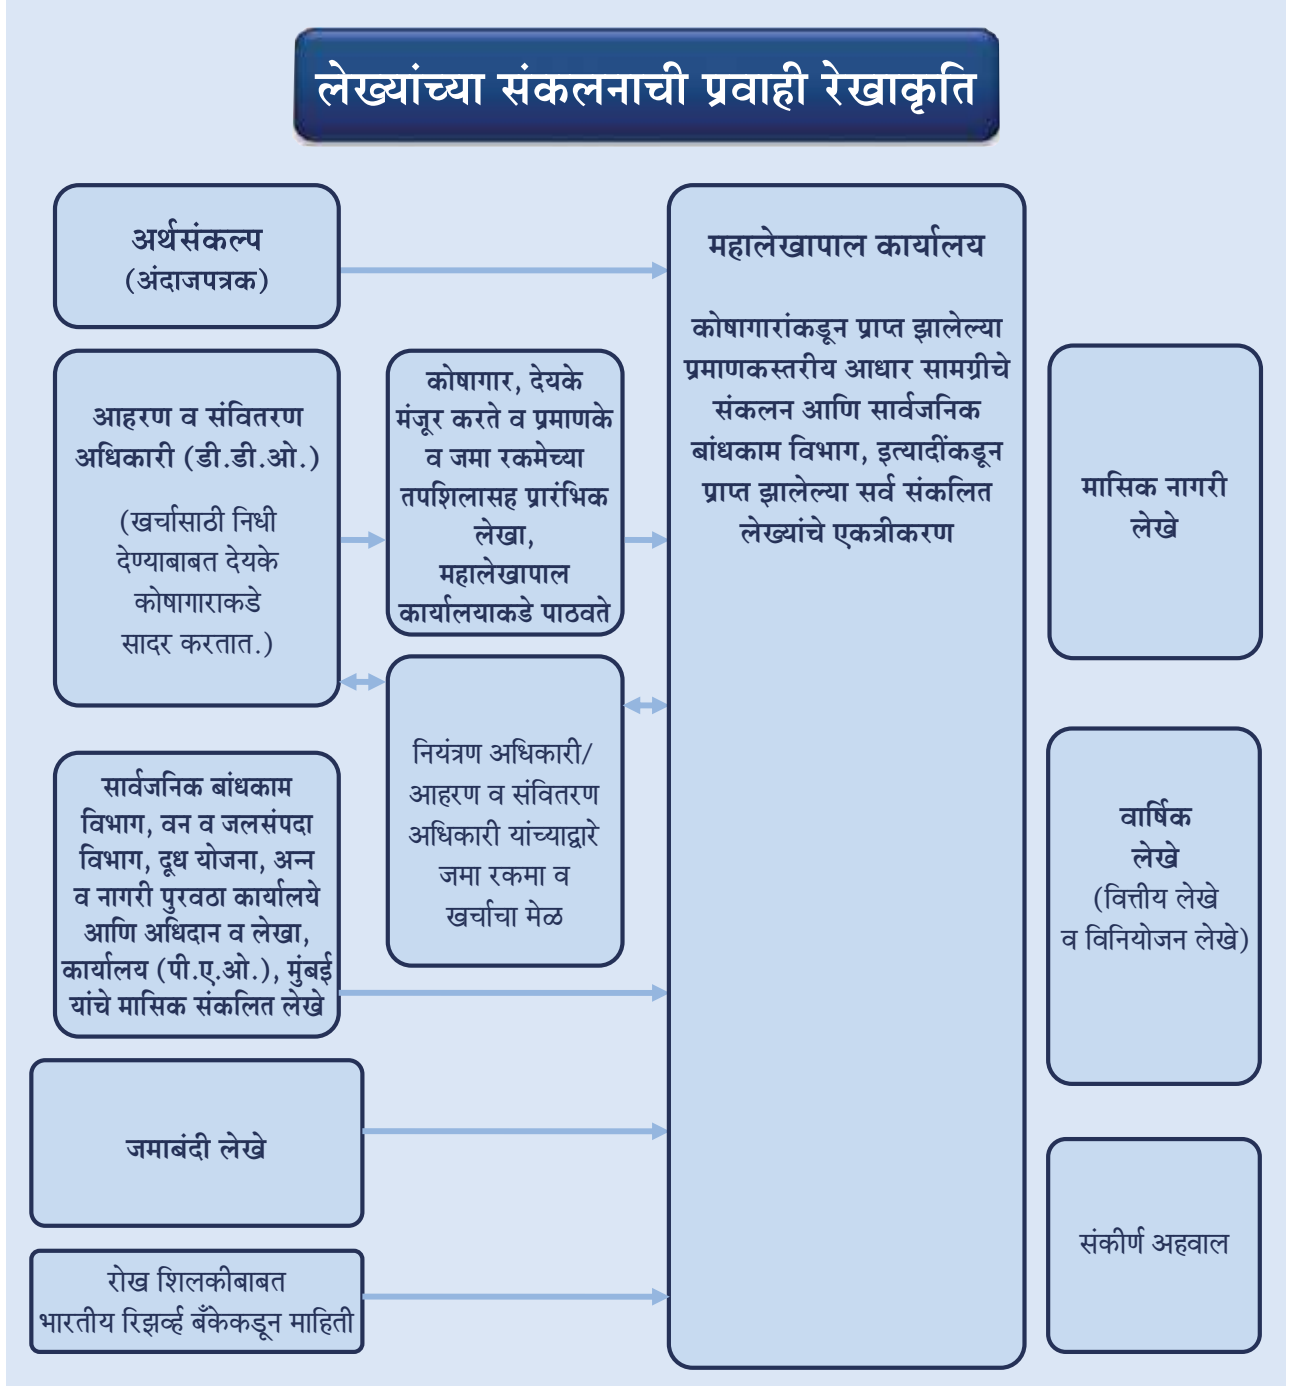 लेख्यांच्या संकलनाची प्रवाही रेखाकृति
अर्थसंकल्प
(अंदाजपत्रक)
आहरण व संवितरण
अधिकारी (डी.डी.ओ.)
(खर्चासाठी निधी
देण्याबाबत देयके
कोषागाराकडे
सादर करतात.)
कोषागार, देयके
मंजूर करते व प्रमाणके
व जमा रकमेच्या
तपशिलासह प्रारंभिक
लेखा,
महालेखापाल
कार्यालयाकडे पाठवते
नियंत्रण अधिकारी/
आहरण व संवितरण
अधिकारी यांच्याद्वारे
जमा रकमा व
खर्चाचा मेळ
सार्वजनिक बांधकाम
विभाग, वन व जलसंपदा
विभाग, दूध योजना, अन्न
व नागरी पुरवठा कार्यालये
आणि अधिदान व लेखा,
कार्यालय (पी.ए.ओ.), मुंबई
यांचे मासिक संकलित लेखे
जमाबंदी लेखे
रोख शिलकीबाबत
भारतीय रिझर्व्ह बँकेकडून माहिती
महालेखापाल कार्यालय
कोषागारांकडून प्राप्त झालेल्या
प्रमाणकस्तरीय आधार सामग्रीचे
संकलन आणि सार्वजनिक
बांधकाम विभाग, इत्यादींकडून
प्राप्त झालेल्या सर्व संकलित
लेख्यांचे एकत्रीकरण
मासिक नागरी
लेखे
वार्षिक
लेखे
(वित्तीय लेखे
व विनियोजन लेखे)
संकीर्ण अहवाल